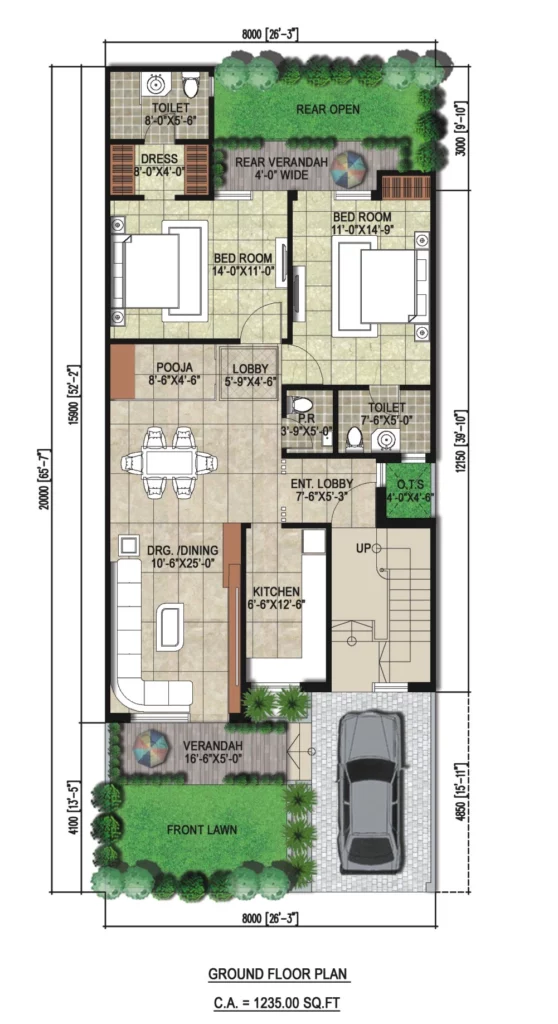 8000 [26'-3"]
TOILET
8'-0"X5'-6"
REAR OPEN
3000 [9'-10"]
DRESS
8'-0"X4'-0"
REAR VERANDAH
4'-0" WIDE
BED ROOM
11'-0"X14'-9"
BED ROOM
14'-0"X11'-0"
15900 [52'-2"]
POOJA
8'-6"X4'-6"
LOBBY
5'-9"X4'-6"
P.R
3'-9"X5'-0"
TOILET
7'-6"X5'-0"
12150 [39'-10"]
20000 [65'-7"]
ENT. LOBBY
7'-6"X5'-3"
O.T.S
4'-0"X4'-6"
UP
DRG. /DINING
10'-6"X25'-0"
KITCHEN
6'-6"X12'-6"
VERANDAH
16'-6"X5'-0"
4100 [13'-5"]
4850 [15'-11"]
FRONT LAWN
8000 [26'-3"]
GROUND FLOOR PLAN
C.A. = 1235.00 SQ.FT